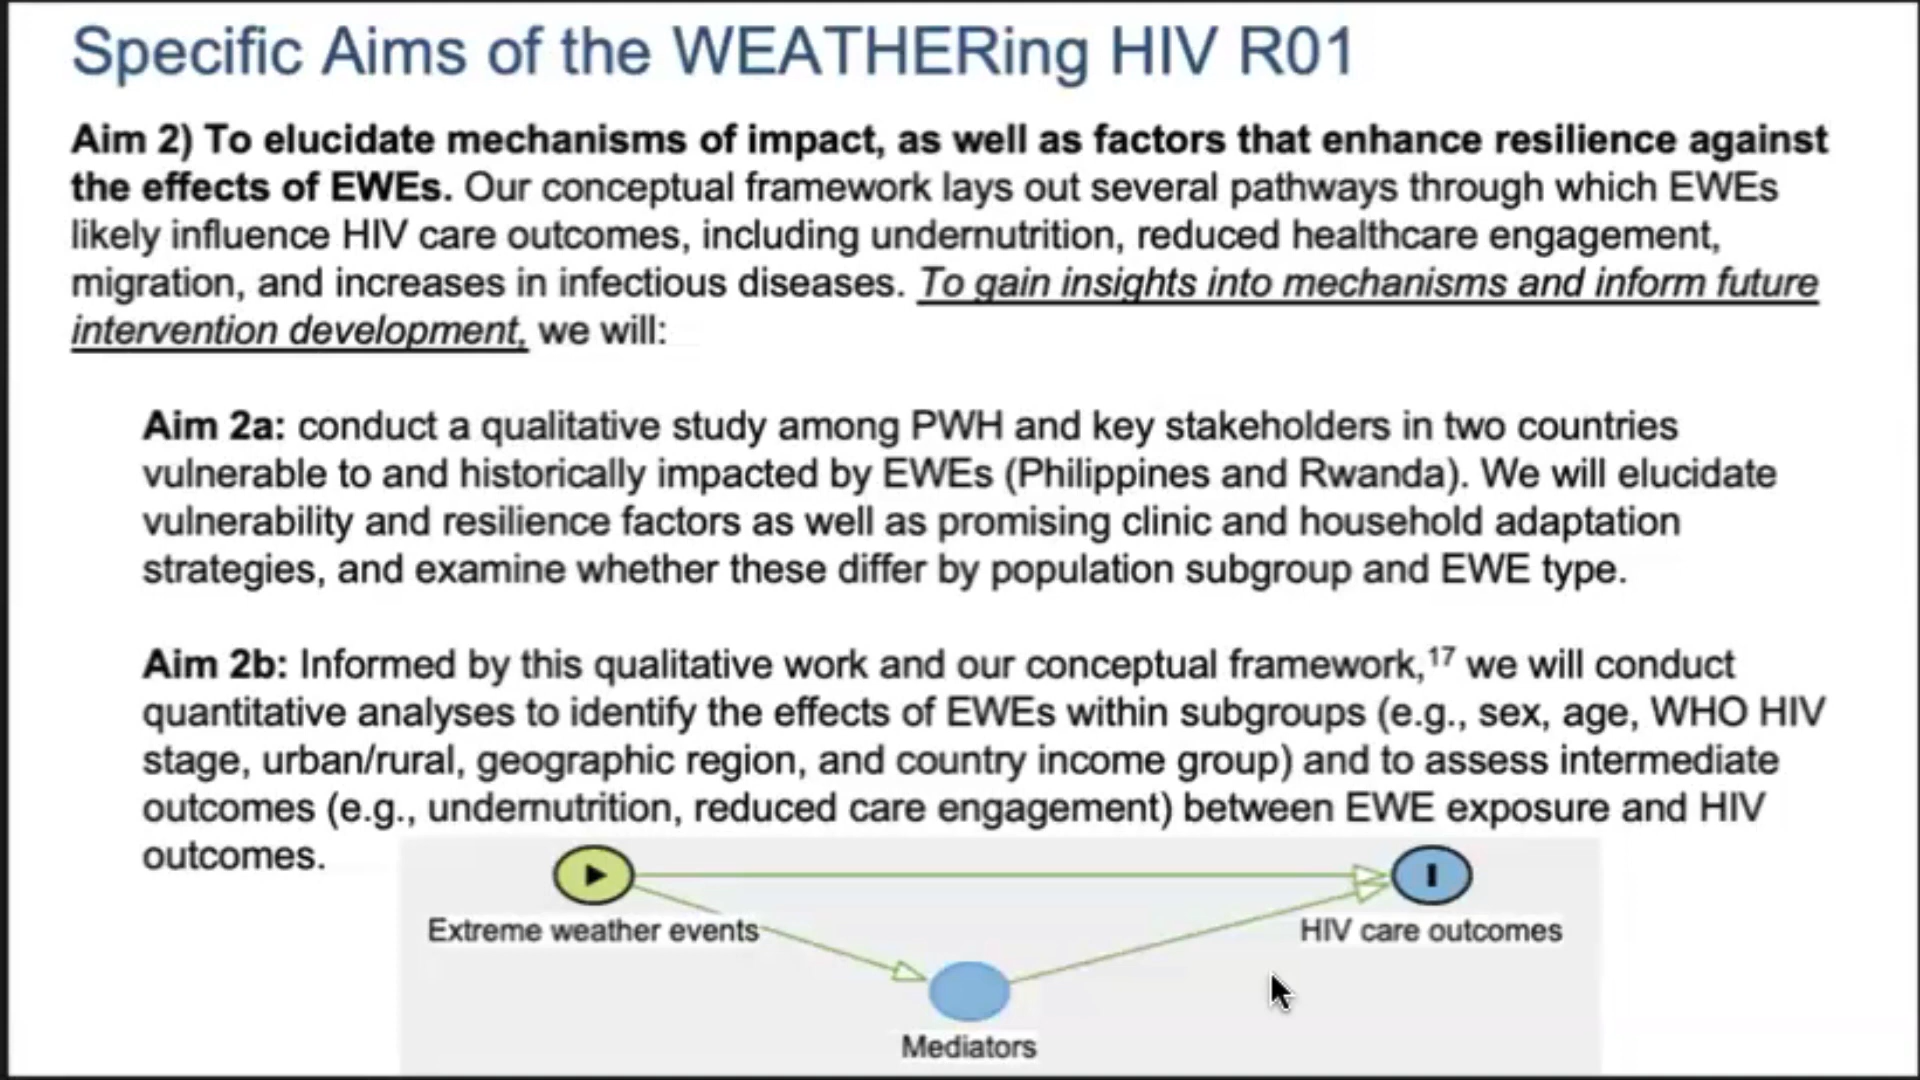 Specific Aims of the WEATHERing HIV R01
Aim 2) To elucidate mechanisms of impact, as well as factors that enhance resilience against
the effects of EWEs. Our conceptual framework lays out several pathways through which EWEs
likely influence HIV care outcomes, including undernutrition, reduced healthcare engagement,
migration, and increases in infectious diseases. To gain insights into mechanisms and inform future
intervention development, we will:
Aim 2a: conduct a qualitative study among PWH and key stakeholders in two countries
vulnerable to and historically impacted by EWEs (Philippines and Rwanda). We will elucidate
vulnerability and resilience factors as well as promising clinic and household adaptation
strategies, and examine whether these differ by population subgroup and EWE type.
Aim 2b: Informed by this qualitative work and our conceptual framework,17 we will conduct
quantitative analyses to identify the effects of EWEs within subgroups (e.g., sex, age, WHO HIV
stage, urban/rural, geographic region, and country income group) and to assess intermediate
outcomes (e.g., undernutrition, reduced care engagement) between EWE exposure and HIV
outcomes.
Extreme weather events
HIV care outcomes
Mediators